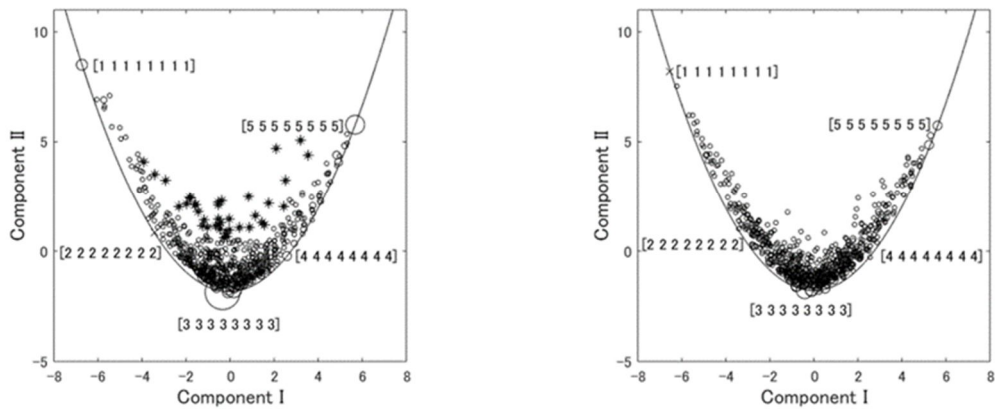 10
[1 1 1 1 1 1 1 1]
[5 5 5 5 5 5 5 5]
5
Component II
0
[2 2 2 2 2 2 2 2]
[4 4 4 4 4 4 4 4]
[3 3 3 3 3 3 3 3]
-5
-8 -6 -4 -2 0 2 4 6 8
Component I
10
[1 1 1 1 1 1 1 1]
[5 5 5 5 5 5 5 5]
5
Component II
0
[2 2 2 2 2 2 2 2]
[4 4 4 4 4 4 4 4]
[3 3 3 3 3 3 3 3]
-5
-8 -6 -4 -2 0 2 4 6 8
Component I